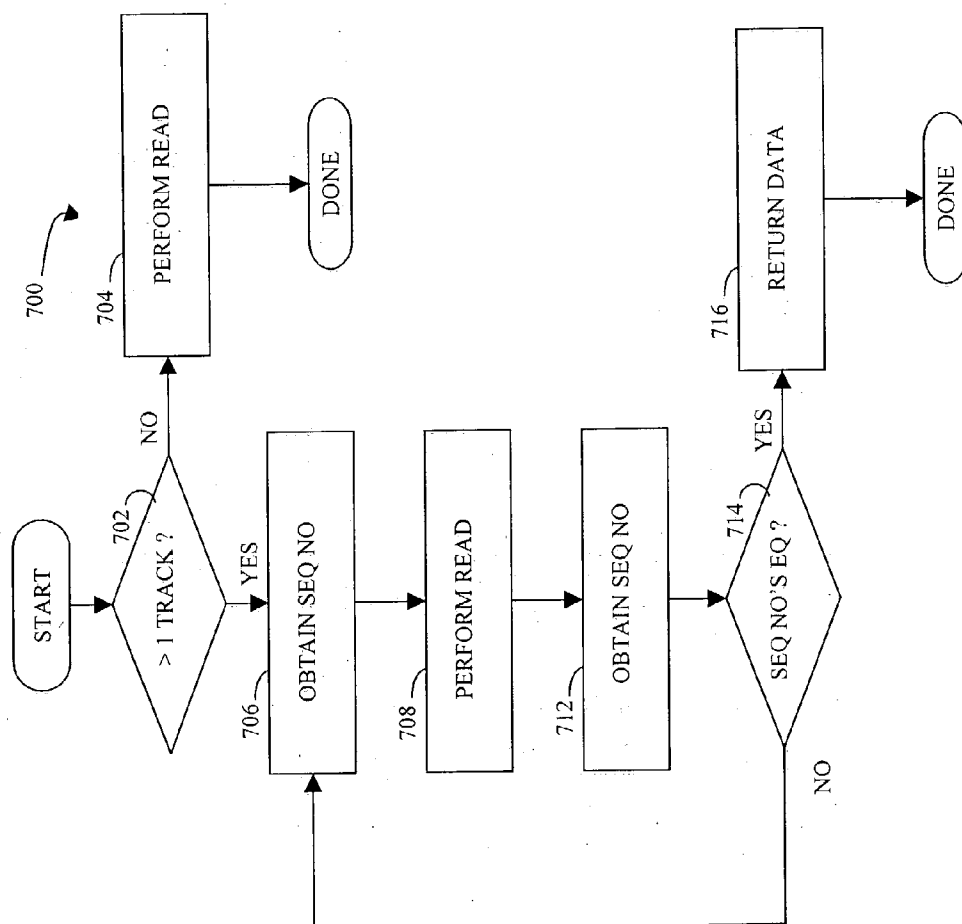 700
START
702
> 1 TRACK ?
NO
704
PERFORM READ
DONE
YES
706
OBTAIN SEQ NO
708
PERFORM READ
712
OBTAIN SEQ NO
714
SEQ NO'S EQ ?
YES
716
RETURN DATA
DONE
NO